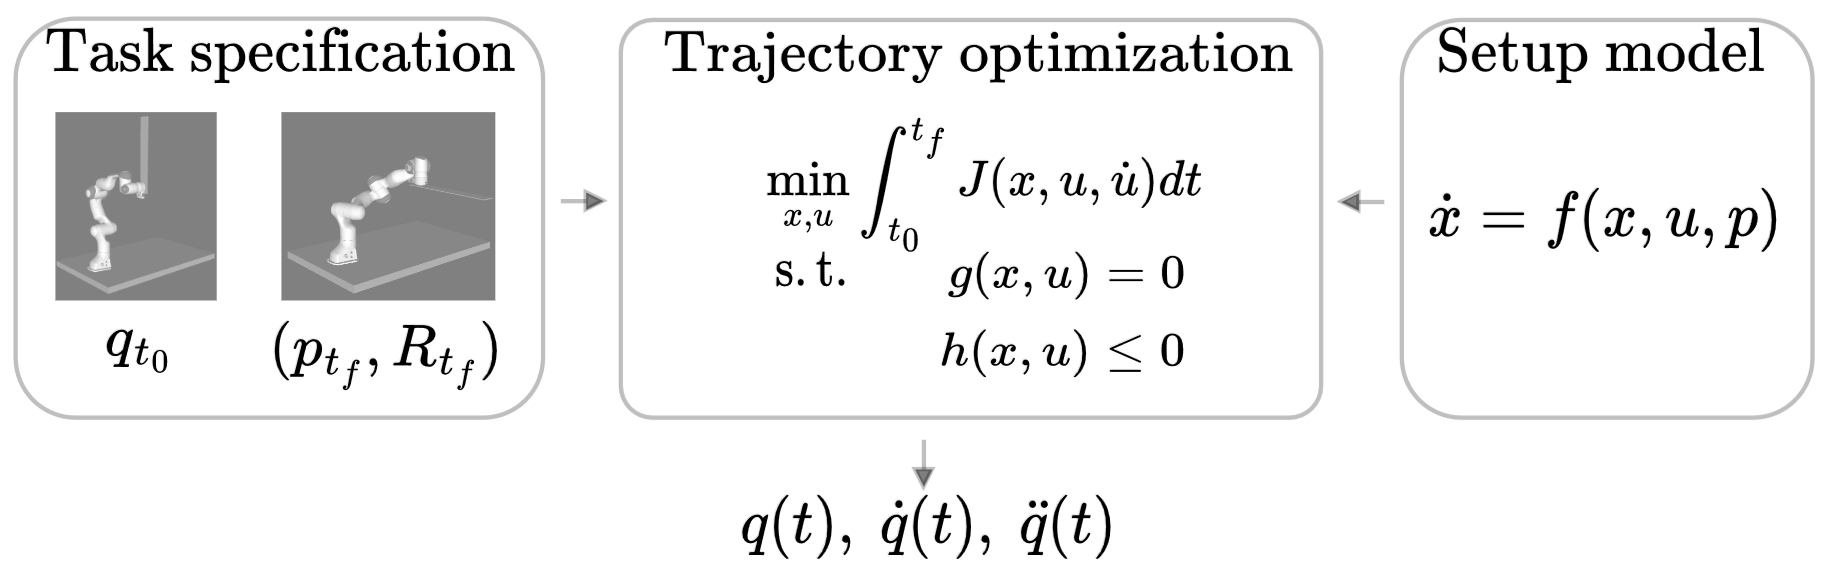 Task specification
q_{t_0}
(p_{t_f}, R_{t_f})
Trajectory optimization
\min_{x,u} \int_{t_0}^{t_f} J(x, u, \dot{u})dt
s.t. g(x, u) = 0
h(x, u) ≤ 0
Setup model
\dot{x} = f(x, u, p)
q(t), \dot{q}(t), \ddot{q}(t)